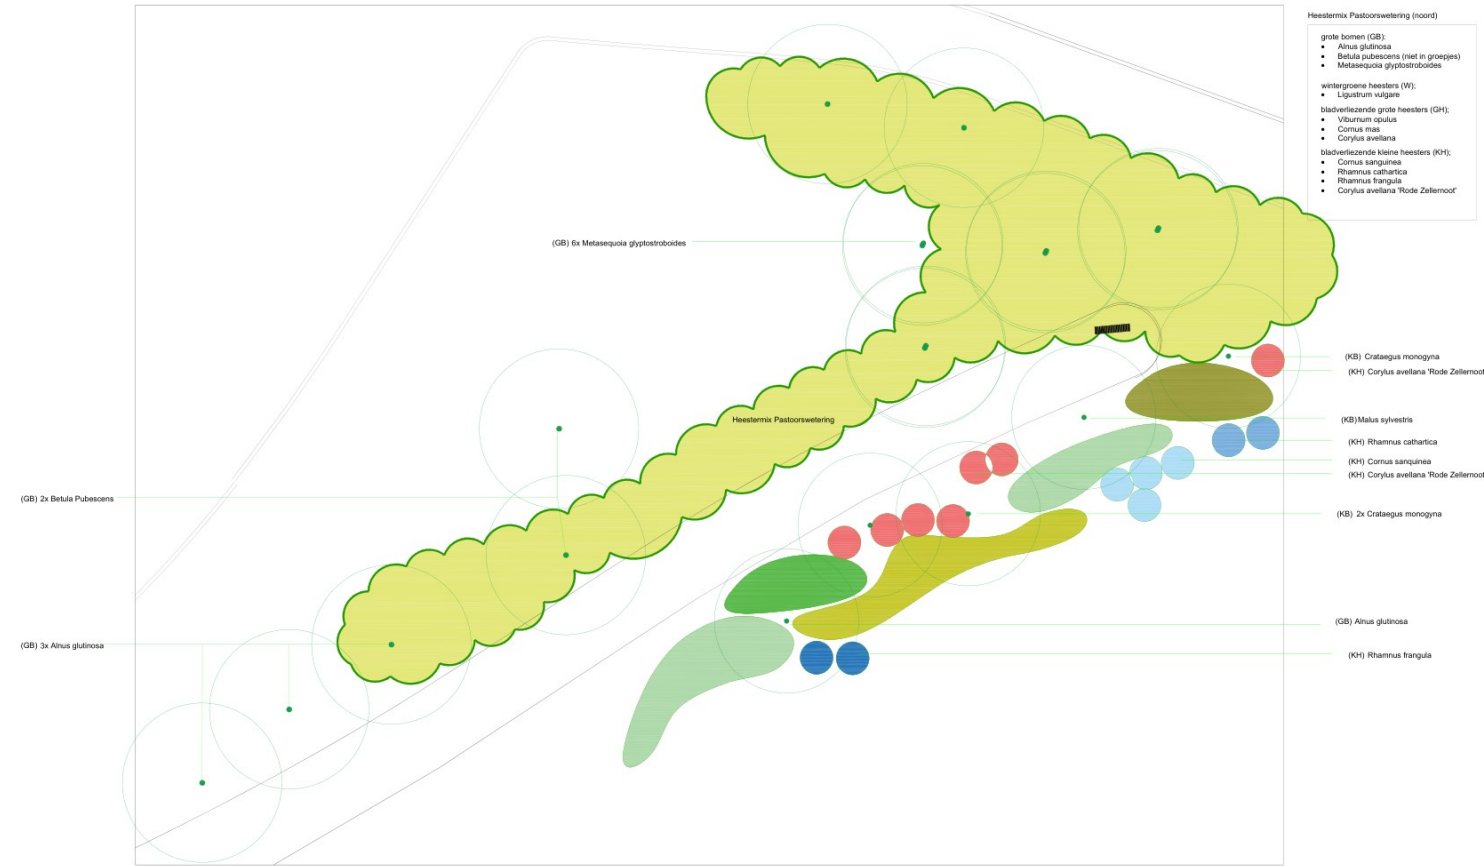 Heestermix Pastoorswetering (noord)
grote bomen (GB):
• Alnus glutinosa
• Betula pubescens (niet in groepjes)
• Metasequoia glyptostroboides
wintergroene heesters (W);
• Ligustrum vulgare
bladverliezende grote heesters (GH);
• Viburnum opulus
• Cornus mas
• Corylus avellana
bladverliezende kleine heesters (KH);
• Cornus sanguinea
• Rhamnus cathartica
• Rhamnus frangula
• Corylus avellana 'Rode Zellernoot'
(GB) 6x Metasequoia glyptostroboides
(KB) Crataegus monogyna
(KH) Corylus avellana 'Rode Zellernoot
Heestermix Pastoorswetering
(KB) Malus sylvestris
(KH) Rhamnus cathartica
(KH) Cornus sanquinea
(KH) Corylus avellana 'Rode Zellernoot
(GB) 2x Betula Pubescens
(KB) 2x Crataegus monogyna
(GB) Alnus glutinosa
(GB) 3x Alnus glutinosa
(KH) Rhamnus frangula